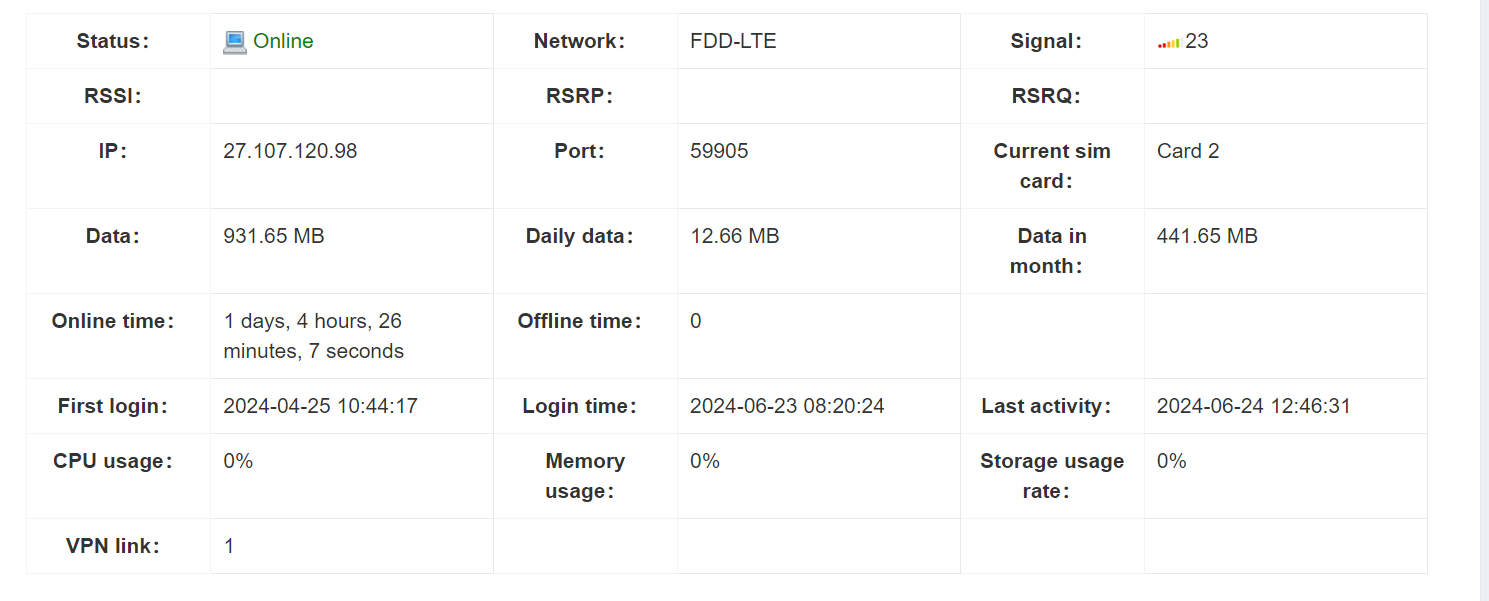 Status: Online Network: FDD-LTE Signal: 23
RSSI: RSRP: RSRQ:
IP: 27.107.120.98 Port: 59905 Current sim
card: Card 2
Data: 931.65 MB Daily data: 12.66 MB Data in
month: 441.65 MB
Online time: 1 days, 4 hours, 26
minutes, 7 seconds Offline time: 0
First login: 2024-04-25 10:44:17 Login time: 2024-06-23 08:20:24 Last activity: 2024-06-24 12:46:31
CPU usage: 0% Memory
usage: 0% Storage usage
rate: 0%
VPN link: 1